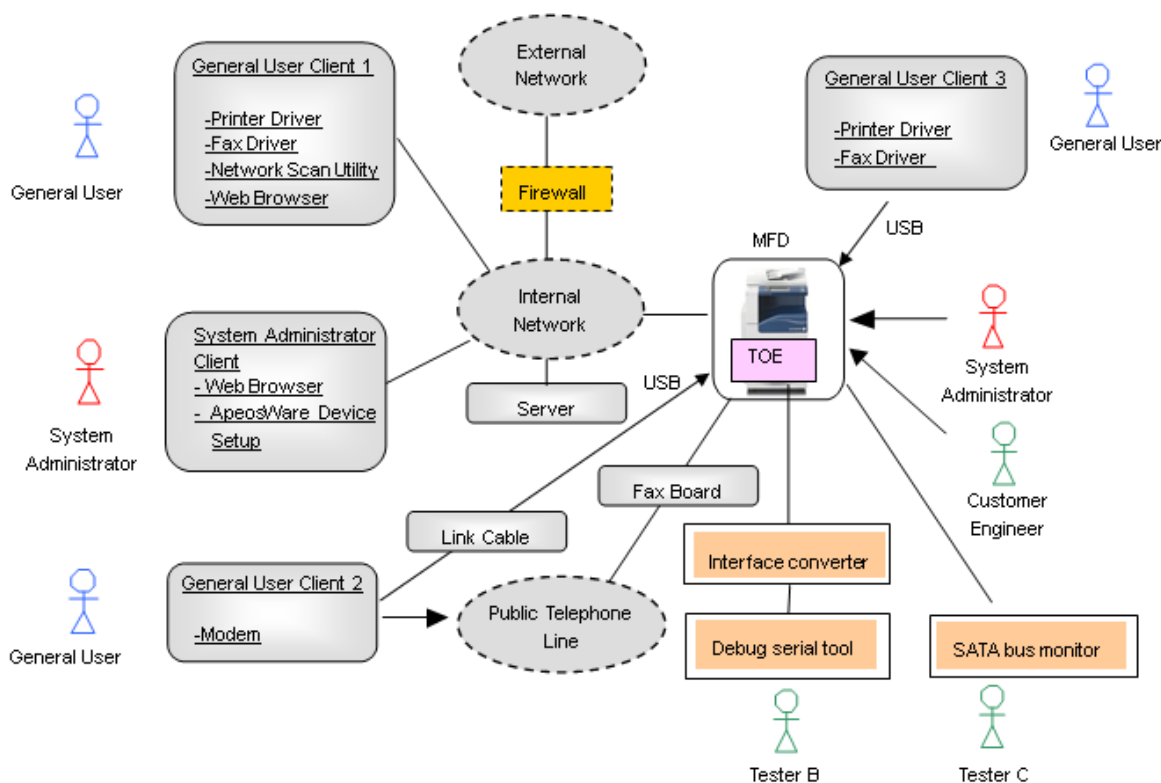 External
Network
General User Client 1
-Printer Driver
-Fax Driver
-Network Scan Utility
-Web Browser
General User
Firewall
General User Client 3
-Printer Driver
-Fax Driver
General User
USB
MFD
Internal
Network
TOE
System
Administrator
System Administrator
Client
- Web Browser
- ApeosWare Device
Setup
System
Administrator
Server
USB
Customer
Engineer
Fax Board
Link Cable
Interface converter
General User Client 2
-Modem
General User
Public Telephone
Line
Debug serial tool
SATA bus monitor
Tester B
Tester C